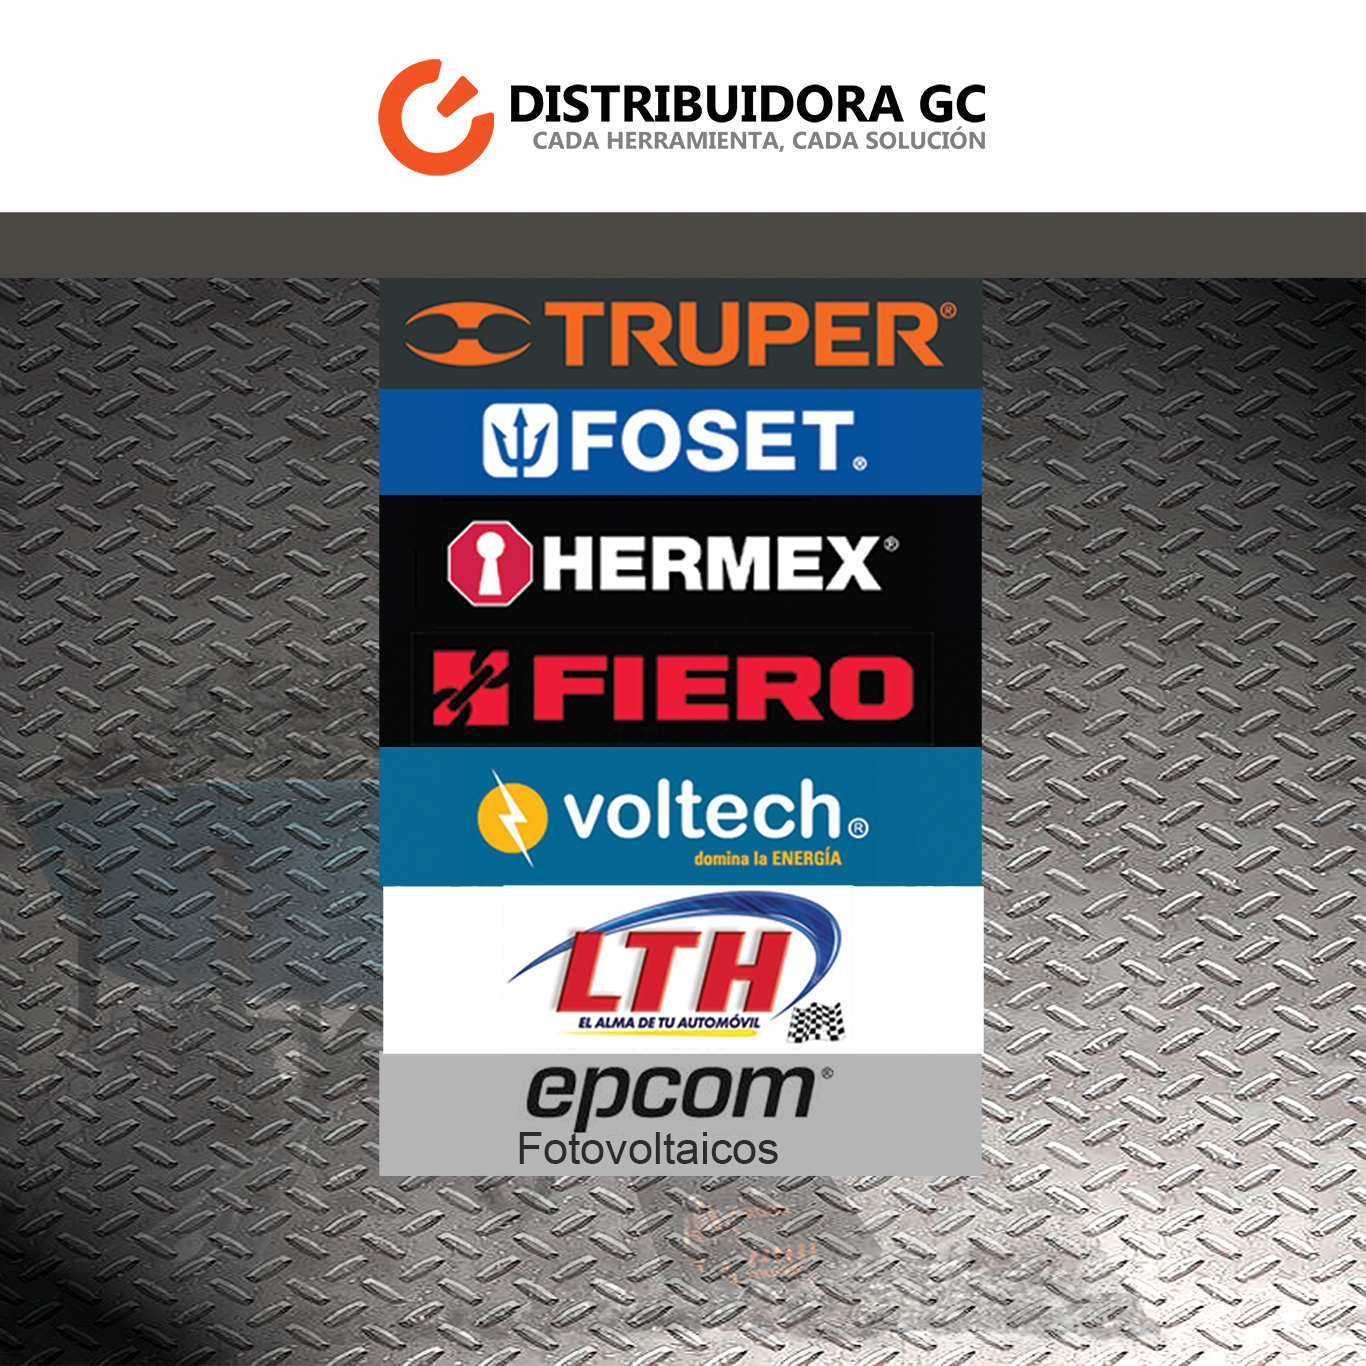 DISTRIBUIDORA GC
CADA HERRAMIENTA, CADA SOLUCIÓN
TRUPER®
FOSET®
HERMEX®
FIERO
voltech®
domina la ENERGÍA
LTH
EL ALMA DE TU AUTOMÓVIL
epcom®
Fotovoltaicos